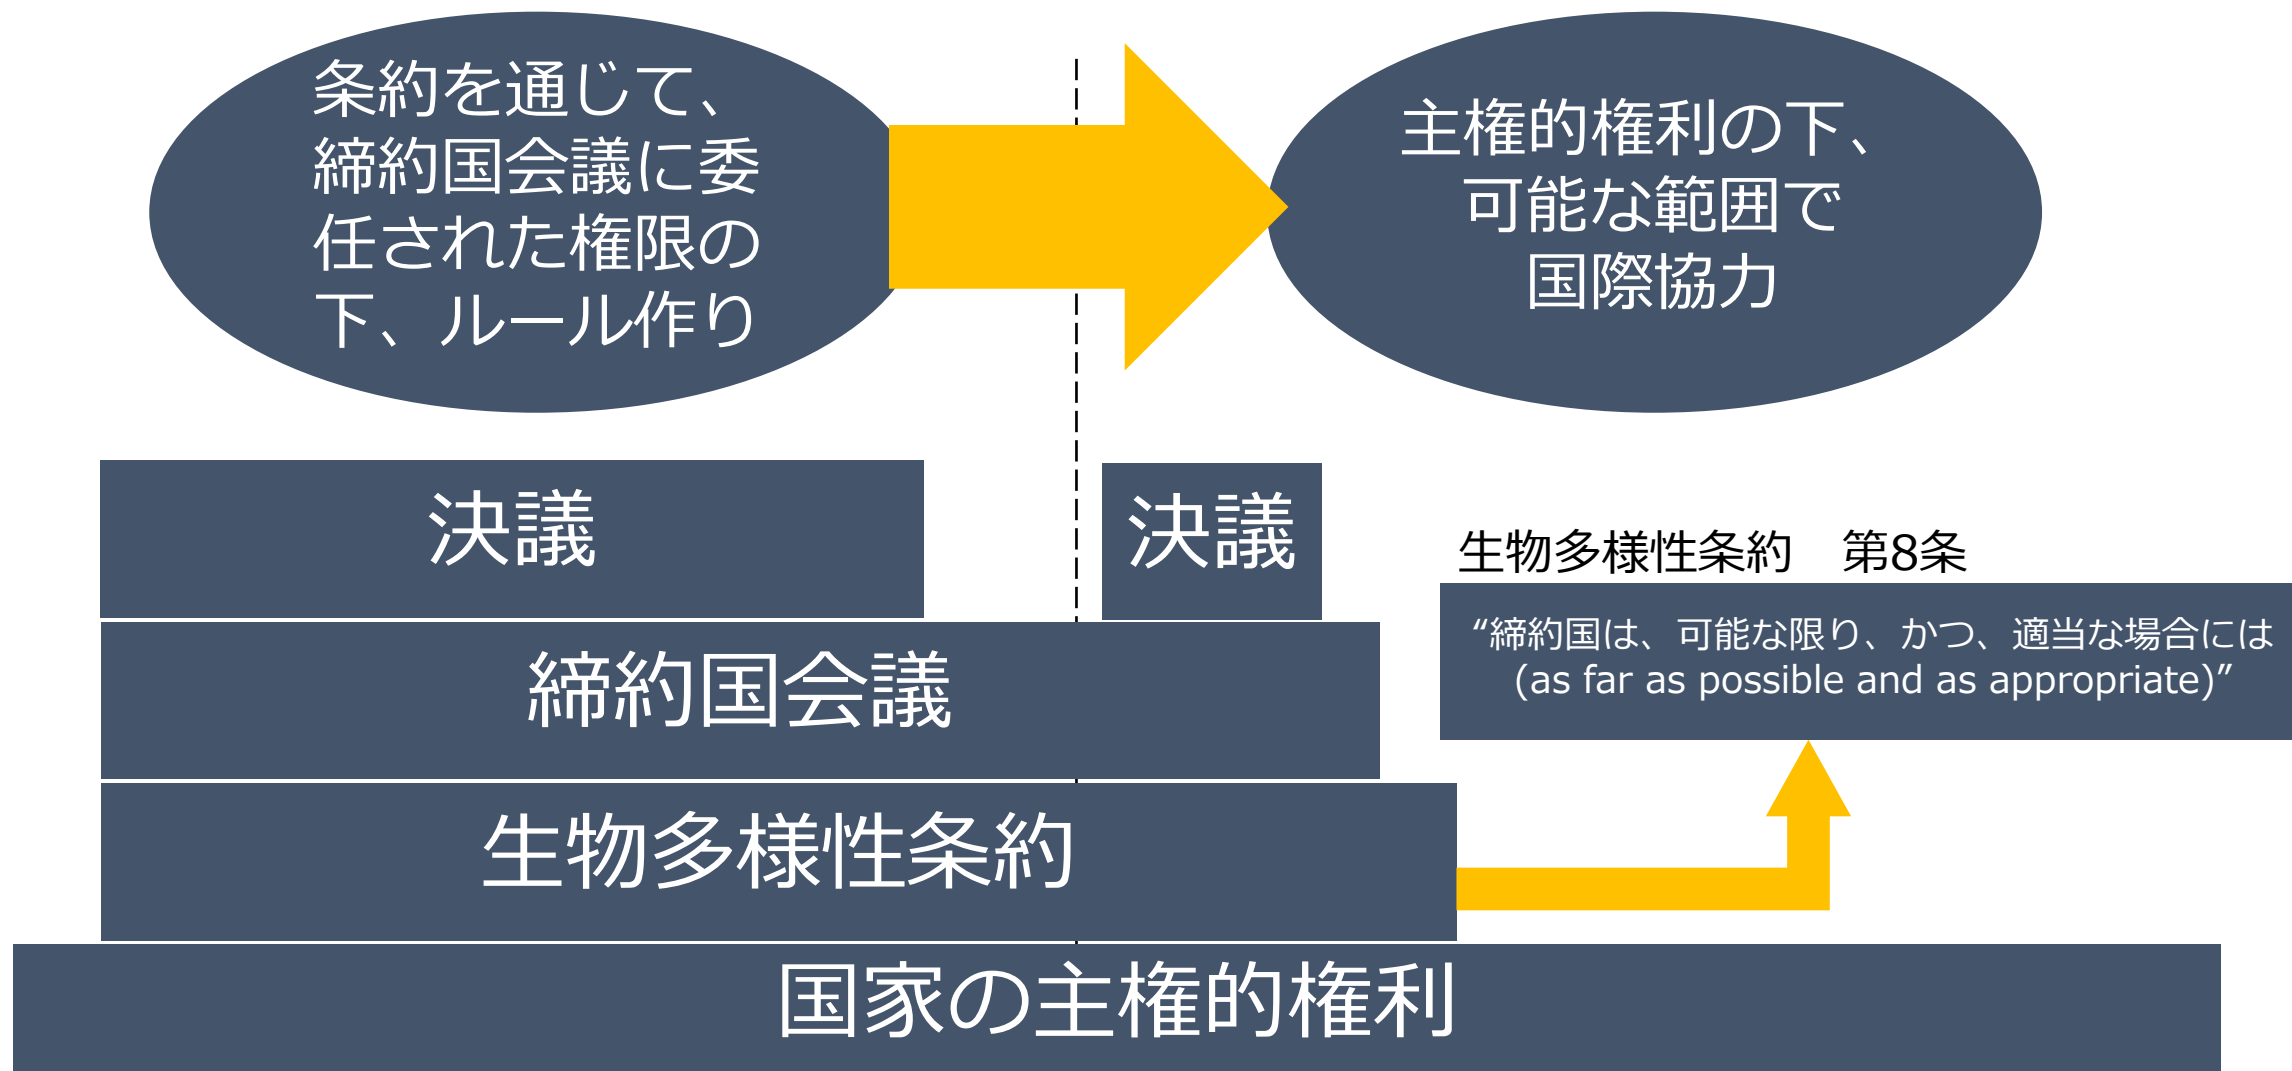 条約を通じて、
締約国会議に委
任された権限の
下、ルール作り
主権的権利の下、
可能な範囲で
国際協力
決議
決議
生物多様性条約　第8条
“締約国は、可能な限り、かつ、適当な場合には
(as far as possible and as appropriate)”
締約国会議
生物多様性条約
国家の主権的権利